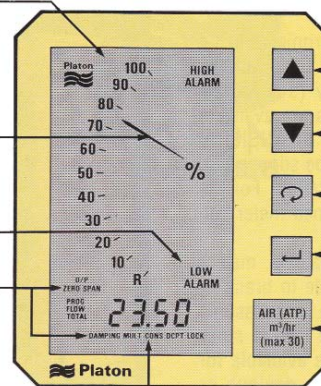 Platon
100
HIGH
ALARM
90
80
70
60
%
50
40
30
20
10
R
LOW
ALARM
O/P
ZERO SPAN
PROG
FLOW
TOTAL
23.50
DAMPING MULT CONS DCPT LOCK
AIR (ATP)
m³/hr
(max 30)
Platon